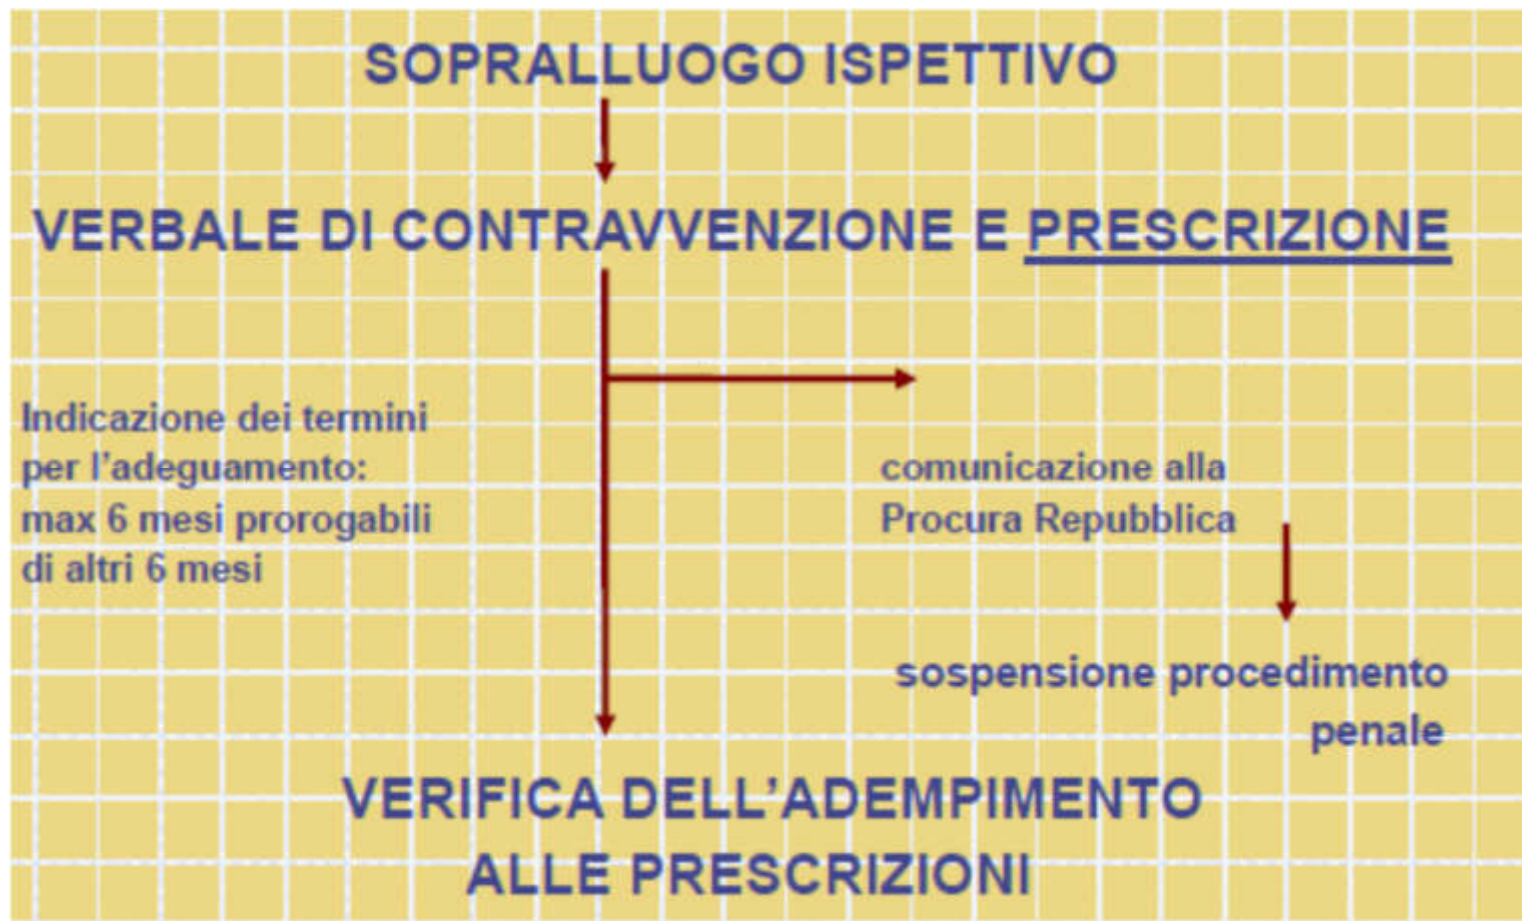 SOPRALLUOGO ISPETTIVO
VERBALE DI CONTRAVVENZIONE E PRESCRIZIONE
Indicazione dei termini
per l'adeguamento:
max 6 mesi prorogabili
di altri 6 mesi
comunicazione alla
Procura Repubblica
sospensione procedimento
penale
VERIFICA DELL'ADEMPIMENTO
ALLE PRESCRIZIONI